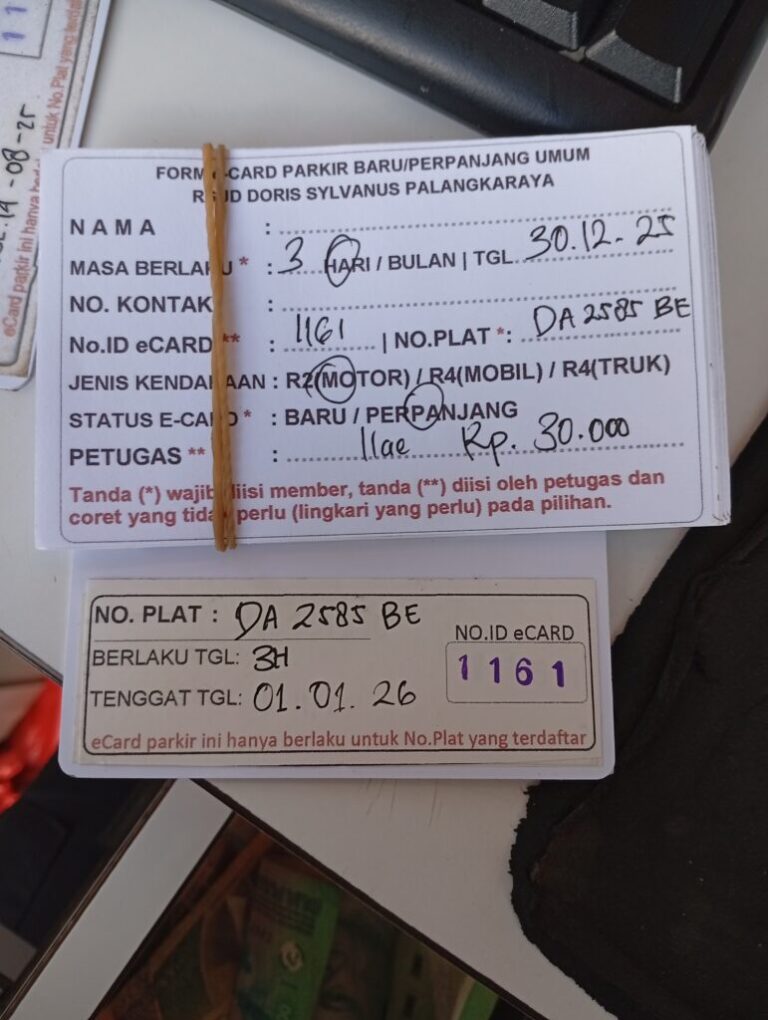 FORM E-CARD PARKIR BARU/PERPANJANG UMUM
RSUD DORIS SYLVANUS PALANGKARAYA
NAMA :
MASA BERLAKU * : 3 HARI / BULAN | TGL 30.12.25
NO. KONTAK :
No.ID eCARD ** : 1161 | NO.PLAT *: DA 2585 BE
JENIS KENDARAAN : R2(MOTOR) / R4(MOBIL) / R4(TRUK)
STATUS E-CARD * : BARU / PERPANJANG
PETUGAS ** : Rp. 30.000
Tanda (*) wajib diisi member, tanda (**) diisi oleh petugas dan
coret yang tidak perlu (lingkari yang perlu) pada pilihan.
NO. PLAT : DA 2585 BE
BERLAKU TGL: 3H
NO.ID eCARD
1161
TENGGAT TGL: 01.01.26
eCard parkir ini hanya berlaku untuk No.Plat yang terdaftar